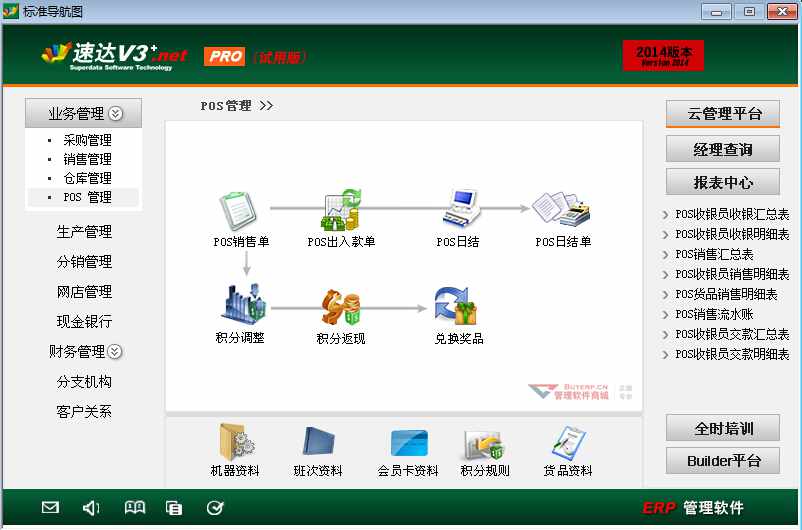 标准导航图
速达V3+.net
Superdata Software Technology
PRO
(试用版)
2014版本
Version 2014
业务管理
采购管理
销售管理
仓库管理
POS 管理
生产管理
分销管理
网店管理
现金银行
财务管理
分支机构
客户关系
POS管理 >>
POS销售单
POS出入款单
POS日结
POS日结单
积分调整
积分返现
兑换奖品
BUYERP.CN
管理软件商城
正版
专价
机器资料
班次资料
会员卡资料
积分规则
货品资料
云管理平台
经理查询
报表中心
POS收银员收银汇总表
POS收银员收银明细表
POS销售汇总表
POS收银员销售明细表
POS货品销售明细表
POS销售流水账
POS收银员交款汇总表
POS收银员交款明细表
全时培训
Builder平台
ERP 管理软件